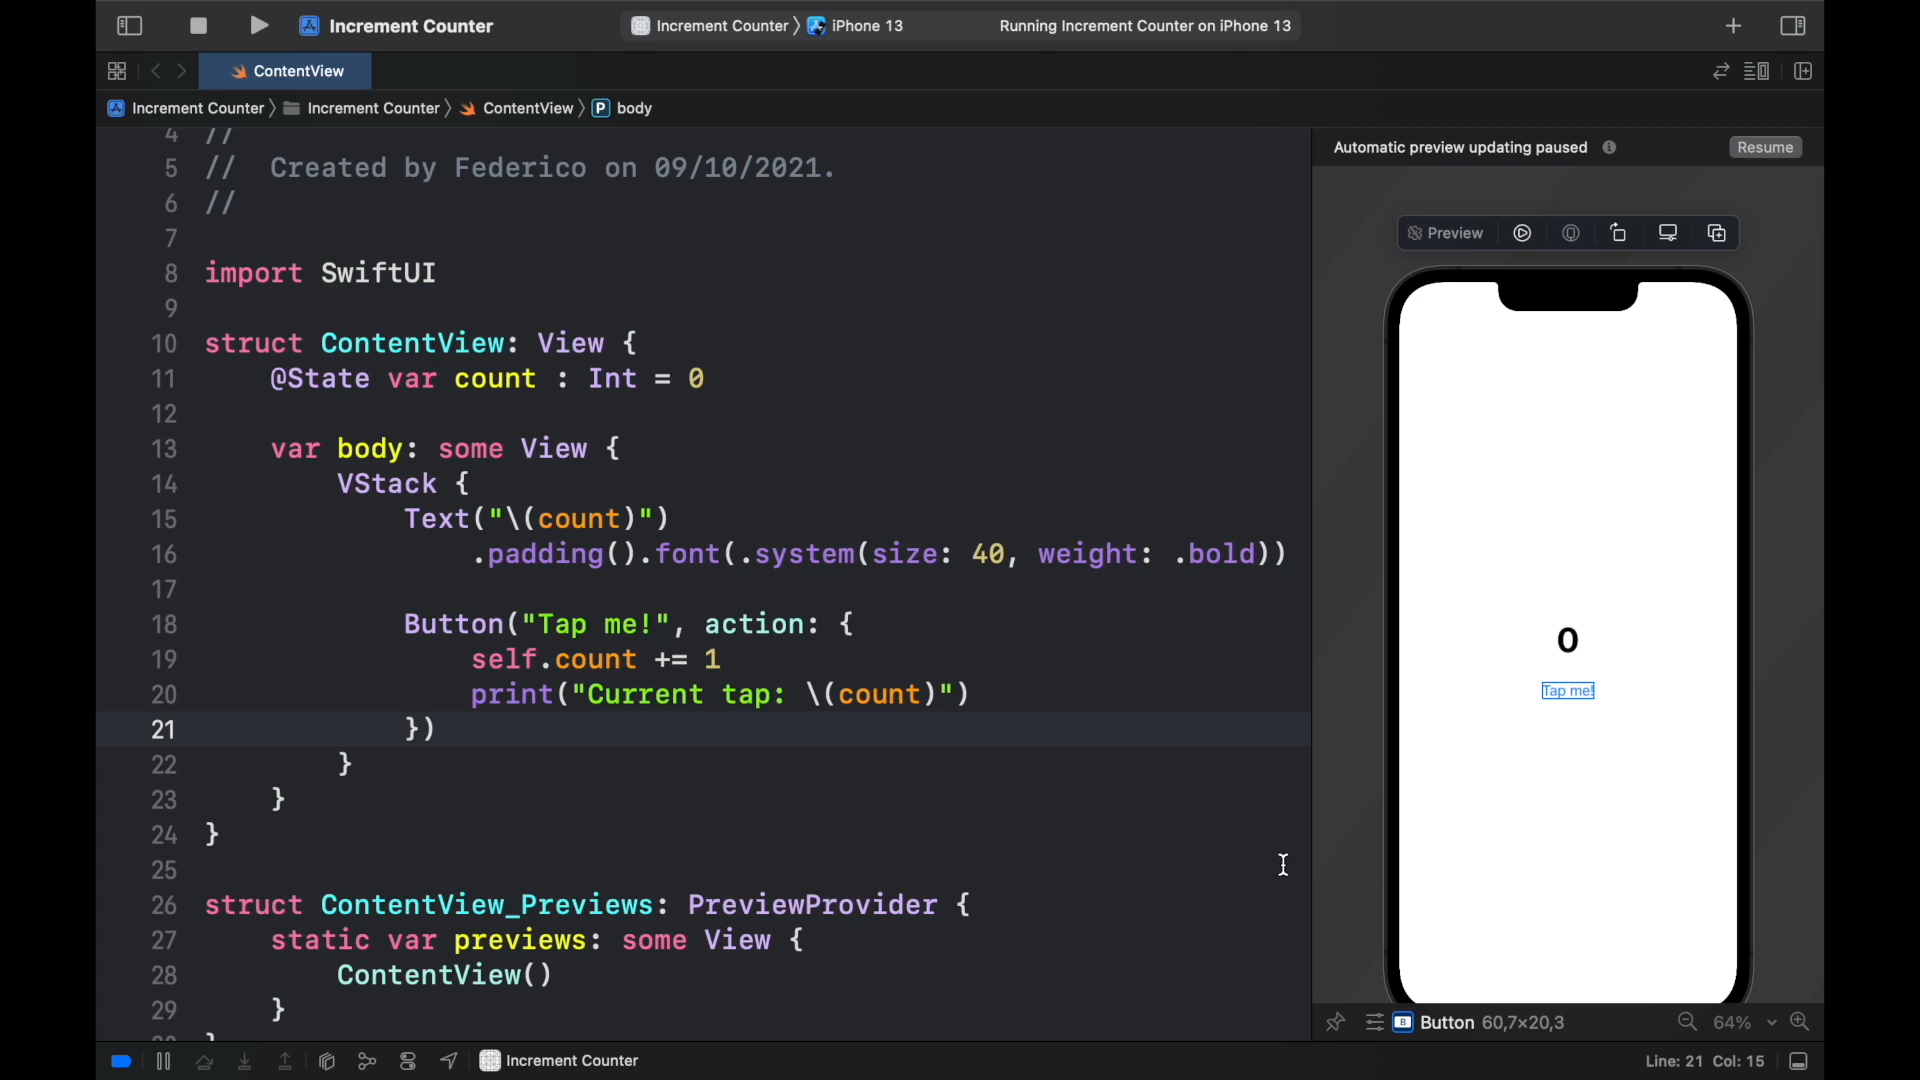 Increment Counter
Increment Counter 〉 iPhone 13
Running Increment Counter on iPhone 13
ContentView
Increment Counter 〉 Increment Counter 〉 ContentView 〉 P body
4 //
5 //  Created by Federico on 09/10/2021.
6 //
7
8 import SwiftUI
9
10 struct ContentView: View {
11     @State var count : Int = 0
12
13     var body: some View {
14         VStack {
15             Text("\(count)")
16                 .padding().font(.system(size: 40, weight: .bold))
17
18             Button("Tap me!", action: {
19                 self.count += 1
20                 print("Current tap: \(count)")
21             })
22         }
23     }
24 }
25
26 struct ContentView_Previews: PreviewProvider {
27     static var previews: some View {
28         ContentView()
29     }
Automatic preview updating paused
Resume
Preview
0
Tap me!
B Button 60,7×20,3
64%
Increment Counter
Line: 21 Col: 15